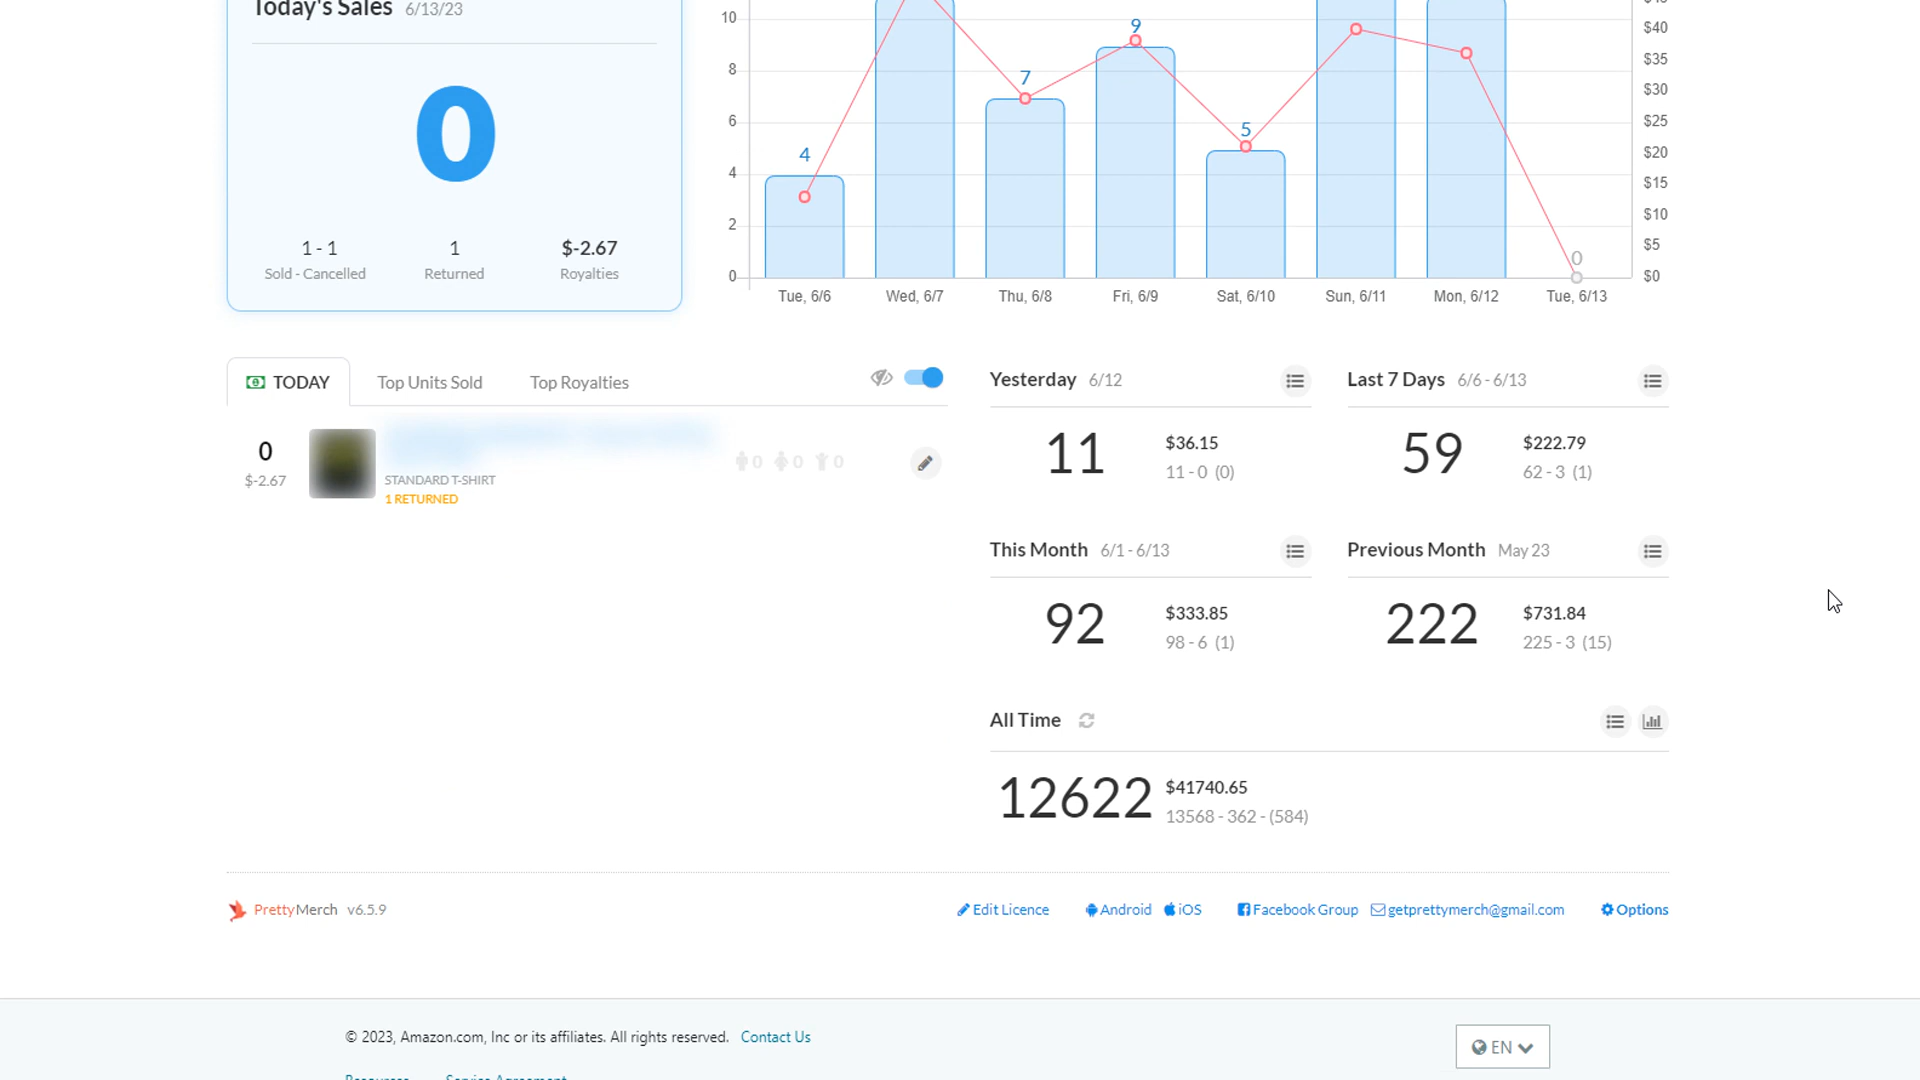 Today's Sales 6/13/23
0
1 - 1
Sold - Cancelled
1
Returned
$-2.67
Royalties
10
8
6
4
2
0
4
7
9
5
0
$40
$35
$30
$25
$20
$15
$10
$5
$0
Tue, 6/6
Wed, 6/7
Thu, 6/8
Fri, 6/9
Sat, 6/10
Sun, 6/11
Mon, 6/12
Tue, 6/13
TODAY
Top Units Sold
Top Royalties
0
$-2.67
STANDARD T-SHIRT
1 RETURNED
0 0 0
Yesterday 6/12
11
$36.15
11 - 0 (0)
Last 7 Days 6/6 - 6/13
59
$222.79
62 - 3 (1)
This Month 6/1 - 6/13
92
$333.85
98 - 6 (1)
Previous Month May 23
222
$731.84
225 - 3 (15)
All Time
12622
$41740.65
13568 - 362 - (584)
PrettyMerch v6.5.9
Edit Licence
Android
iOS
Facebook Group
getprettymerch@gmail.com
Options
© 2023, Amazon.com, Inc or its affiliates. All rights reserved. Contact Us
EN
Resources Service Agreement